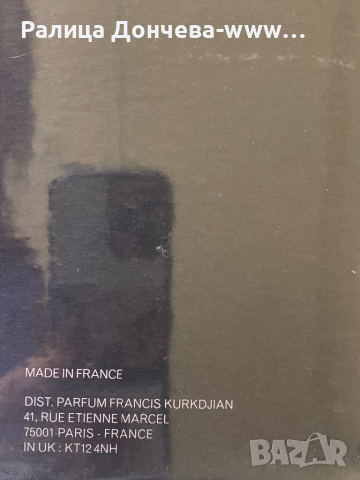 Ралица Дончева-www...
MADE IN FRANCE
DIST. PARFUM FRANCIS KURKDJIAN
41, RUE ETIENNE MARCEL
75001 PARIS - FRANCE
IN UK : KT12 4NH
BAZAR